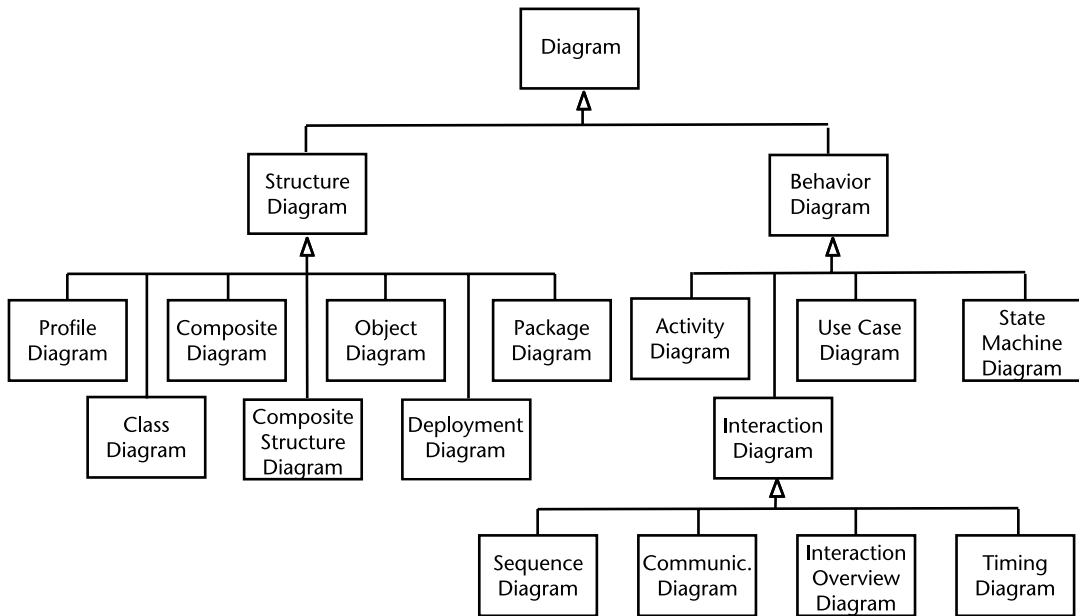 Diagram
Structure
Diagram
Behavior
Diagram
Profile
Diagram
Composite
Diagram
Object
Diagram
Package
Diagram
Activity
Diagram
Use Case
Diagram
State
Machine
Diagram
Class
Diagram
Composite
Structure
Diagram
Deployment
Diagram
Interaction
Diagram
Sequence
Diagram
Communic.
Diagram
Interaction
Overview
Diagram
Timing
Diagram